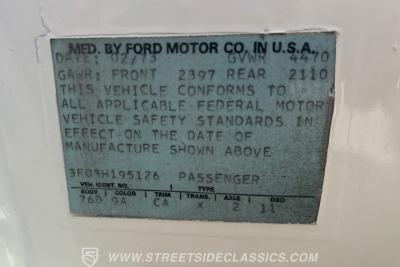 MFD. BY FORD MOTOR CO. IN U.S.A.
DATE: 02/73 GVWR 4470
GAWR: FRONT 2397 REAR 2110
THIS VEHICLE CONFORMS TO
ALL APPLICABLE FEDERAL MOTOR
VEHICLE SAFETY STANDARDS IN
EFFECT ON THE DATE OF
MANUFACTURE SHOWN ABOVE
3F03H195126 PASSENGER
VEH. IDENT. NO. TYPE
BODY COLOR TRIM TRANS. AXLE DSO
76D 9A CA X 2 11
WWW.STREETSIDECLASSICS.COM